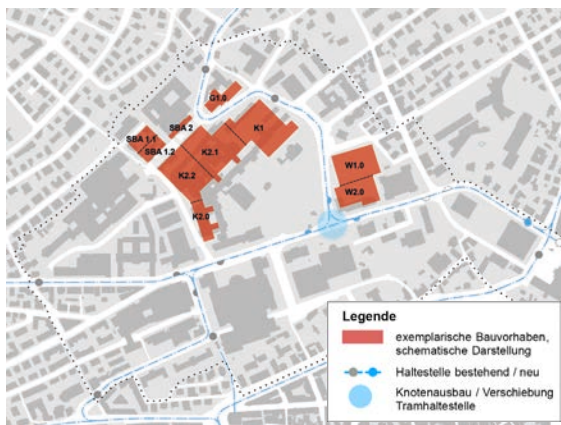 G1.0
SBA 2
K1
SBA 1.1
SBA 1.2
K2.1
K2.2
W1.0
W2.0
K2.0
Legende
exemplarische Bauvorhaben,
schematische Darstellung
Haltestelle bestehend / neu
Knotenausbau / Verschiebung
Tramhaltestelle